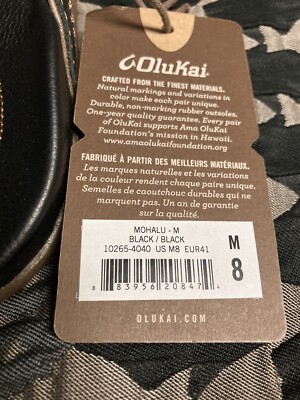 OluKai
CRAFTED FROM THE FINEST MATERIALS.
Natural markings and variations in
color make each pair unique.
Durable, non-marking rubber outsoles.
One-year quality guarantee. Every pair
of OluKai supports Ama OluKai
Foundation's mission in Hawaii.
www.amaolukaifoundation.org
FABRIQUÉ À PARTIR DES MEILLEURS MATÉRIAUX.
Les marques naturelles et les variations
de la couleur rendent chaque paire unique.
Semelles de caoutchouc durables qui ne
marquent pas. Un an de garantie
sur la qualité.
MOHALU - M
BLACK / BLACK
10265-4040 US M8 EUR41
M
8
8 83956 20847 4
OLUKAI.COM